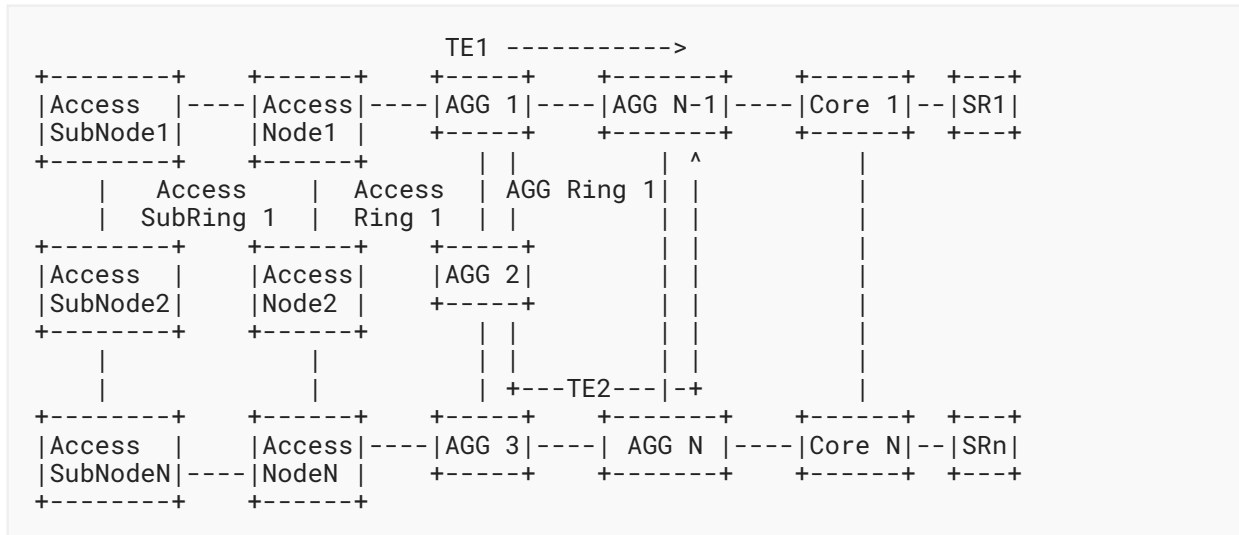 TE1 ----------->
+--------+    +------+    +-----+    +-------+    +------+  +---+
|Access  |----|Access|----|AGG 1|----|AGG N-1|----|Core 1|--|SR1|
|SubNode1|    |Node1 |    +-----+    +-------+    +------+  +---+
+--------+    +------+       | |          | ^          |
    |   Access    |  Access  | AGG Ring 1| |          |
    |  SubRing 1  |  Ring 1  | |          | |          |
+--------+    +------+    +-----+         | |          |
|Access  |    |Access|    |AGG 2|         | |          |
|SubNode2|    |Node2 |    +-----+         | |          |
+--------+    +------+       | |          | |          |
    |             |          | |          | |          |
    |             |          | +---TE2---|-+          |
+--------+    +------+    +-----+    +-------+    +------+  +---+
|Access  |    |Access|----|AGG 3|----| AGG N |----|Core N|--|SRn|
|SubNodeN|----|NodeN |    +-----+    +-------+    +------+  +---+
+--------+    +------+